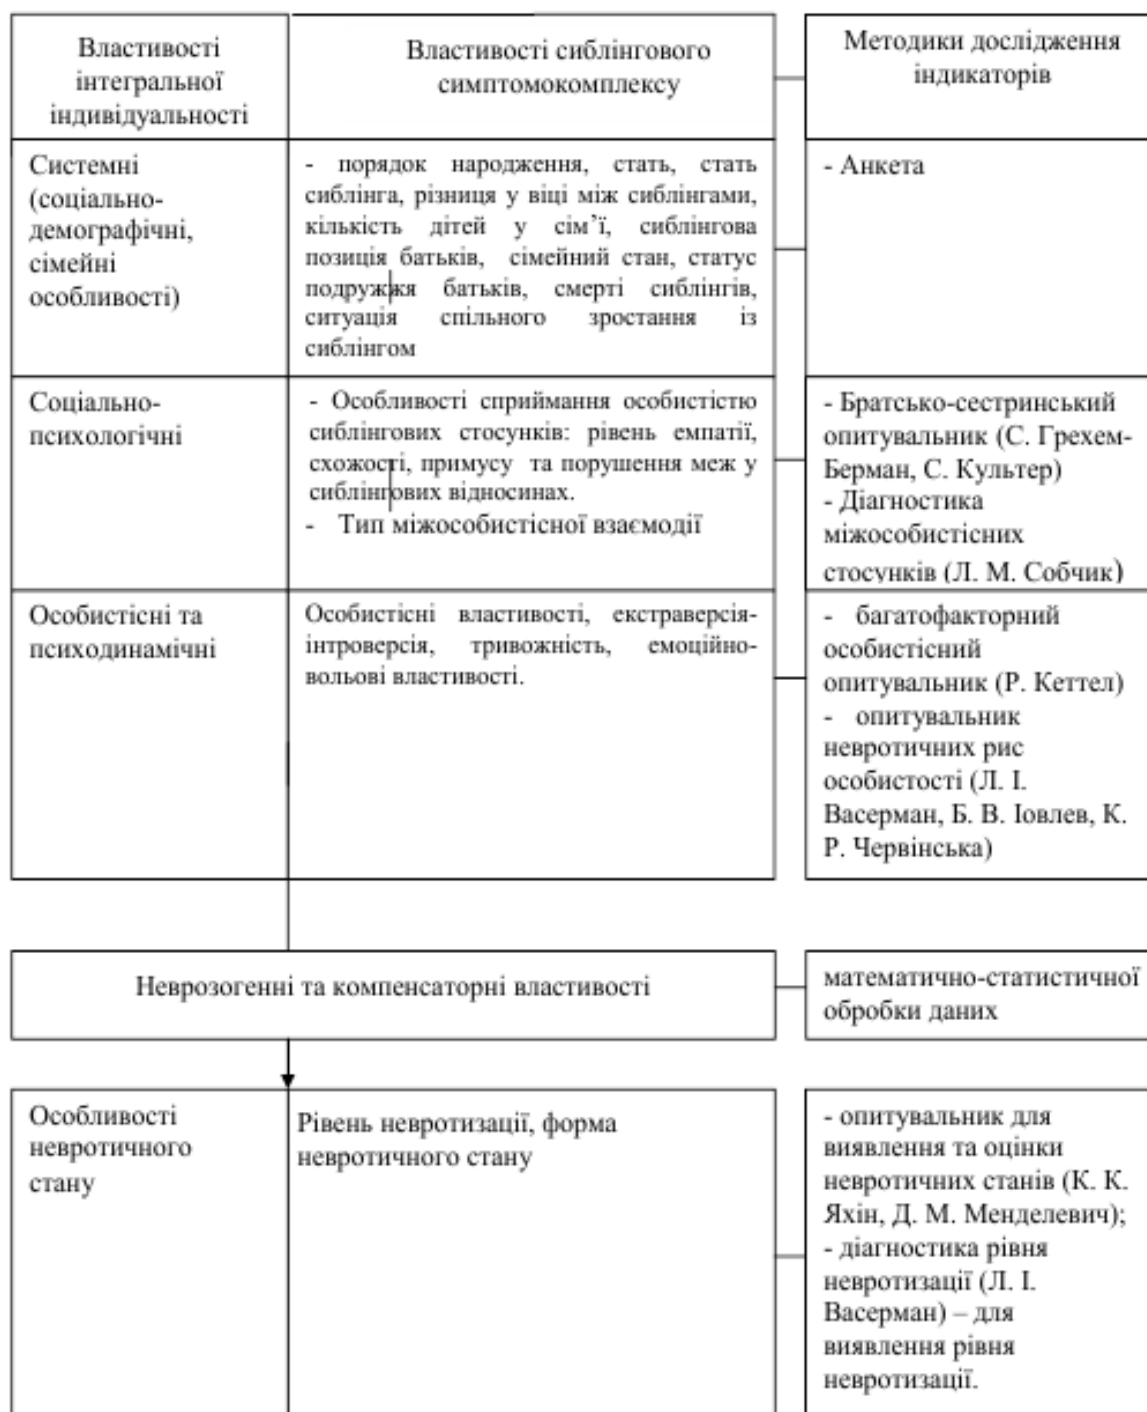 Властивості
інтегральної
індивідуальності
Властивості сиблінгового
симптомокомплексу
Методики дослідження
індикаторів
Системні
(соціально-
демографічні,
сімейні
особливості)
- порядок народження, стать, стать
сиблінга, різниця у віці між сиблінгами,
кількість дітей у сім’ї, сиблінгова
позиція батьків, сімейний стан, статус
подружжя батьків, смерті сиблінгів,
ситуація спільного зростання із
сиблінгом
- Анкета
Соціально-
психологічні
- Особливості сприймання особистістю
сиблінгових стосунків: рівень емпатії,
схожості, примусу та порушення меж у
сиблінгових відносинах.
- Тип міжособистісної взаємодії
- Братсько-сестринський
опитувальник (С. Грехем-
Берман, С. Культер)
- Діагностика
міжособистісних
стосунків (Л. М. Собчик)
Особистісні та
психодинамічні
Особистісні властивості, екстраверсія-
інтроверсія, тривожність, емоційно-
вольові властивості.
- багатофакторний
особистісний
опитувальник (Р. Кеттел)
- опитувальник
невротичних рис
особистості (Л. І.
Васерман, Б. В. Іовлев, К.
Р. Червінська)
Неврозогенні та компенсаторні властивості
математично-статистичної
обробки даних
Особливості
невротичного
стану
Рівень невротизації, форма
невротичного стану
- опитувальник для
виявлення та оцінки
невротичних станів (К. К.
Яхін, Д. М. Менделевич);
- діагностика рівня
невротизації (Л. І.
Васерман) – для
виявлення рівня
невротизації.